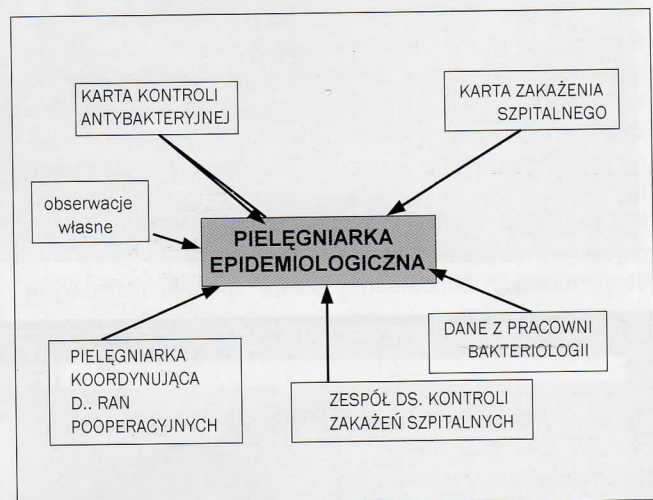 KARTA KONTROLI
ANTYBAKTERYJNEJ
KARTA ZAKAŻENIA
SZPITALNEGO
obserwacje
własne
PIELĘGNIARKA
EPIDEMIOLOGICZNA
DANE Z PRACOWNI
BAKTERIOLOGII
PIELĘGNIARKA
KOORDYNUJĄCA
D.. RAN
POOPERACYJNYCH
ZESPÓŁ DS. KONTROLI
ZAKAŻEŃ SZPITALNYCH